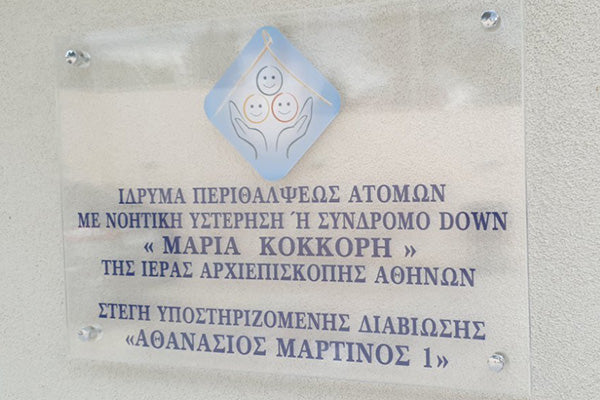 ΙΔΡΥΜΑ ΠΕΡΙΘΑΛΨΕΩΣ ΑΤΟΜΩΝ
ΜΕ ΝΟΗΤΙΚΗ ΥΣΤΕΡΗΣΗ Ή ΣΥΝΔΡΟΜΟ DOWN
« ΜΑΡΙΑ ΚΟΚΚΟΡΗ »
ΤΗΣ ΙΕΡΑΣ ΑΡΧΙΕΠΙΣΚΟΠΗΣ ΑΘΗΝΩΝ
ΣΤΕΓΗ ΥΠΟΣΤΗΡΙΖΟΜΕΝΗΣ ΔΙΑΒΙΩΣΗΣ
«ΑΘΑΝΑΣΙΟΣ ΜΑΡΤΙΝΟΣ 1»